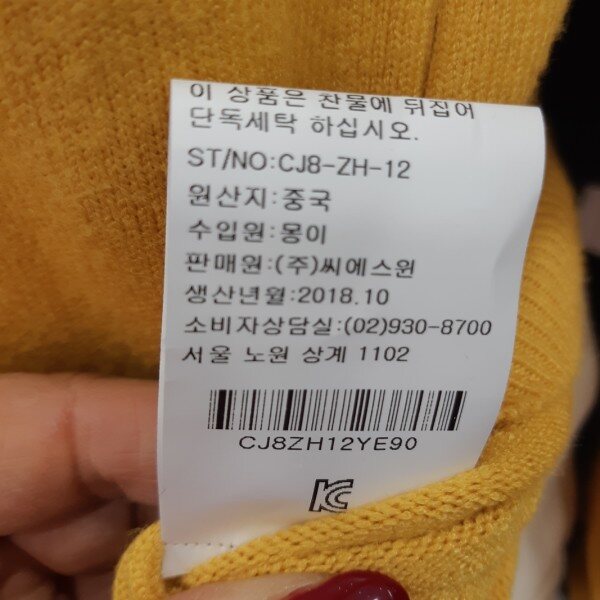 이 상품은 찬물에 뒤집어
단독세탁 하십시오.
ST/NO:CJ8-ZH-12
원산지:중국
수입원:몽이
판매원:(주)씨에스윈
생산년월:2018.10
소비자상담실:(02)930-8700
서울 노원 상계 1102
CJ8ZH12YE90
KC